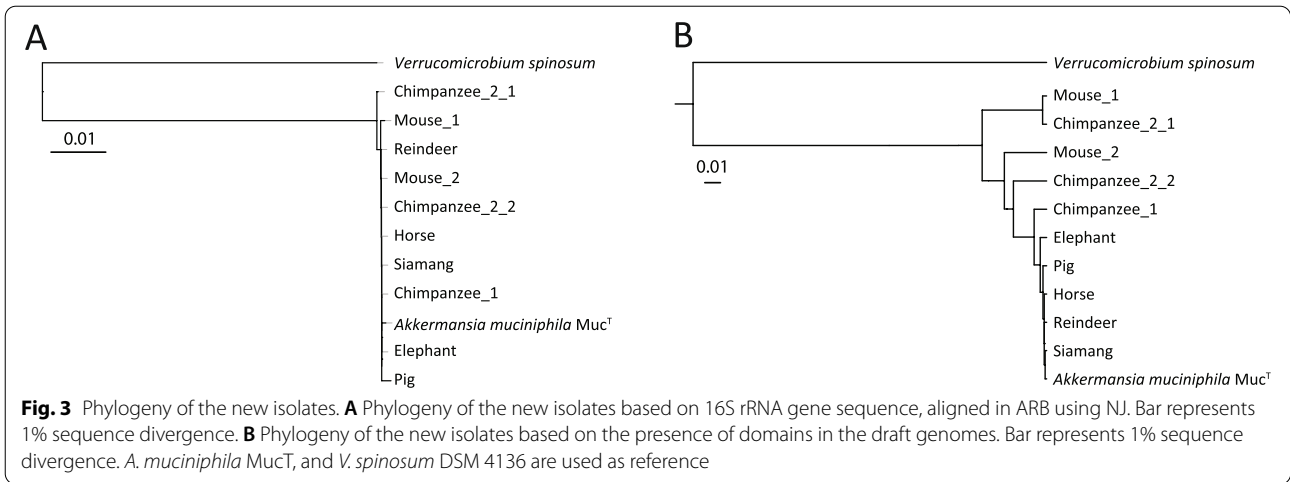 A
Verrucomicrobium spinosum
Chimpanzee_2_1
Mouse_1
0.01
Reindeer
Mouse_2
Chimpanzee_2_2
Horse
Siamang
Chimpanzee_1
Akkermansia muciniphila Mucᵀ
Elephant
Pig
B
Verrucomicrobium spinosum
Mouse_1
Chimpanzee_2_1
Mouse_2
0.01
Chimpanzee_2_2
Chimpanzee_1
Elephant
Pig
Horse
Reindeer
Siamang
Akkermansia muciniphila Mucᵀ
Fig. 3 Phylogeny of the new isolates. A Phylogeny of the new isolates based on 16S rRNA gene sequence, aligned in ARB using NJ. Bar represents
1% sequence divergence. B Phylogeny of the new isolates based on the presence of domains in the draft genomes. Bar represents 1% sequence
divergence. A. muciniphila MucT, and V. spinosum DSM 4136 are used as reference